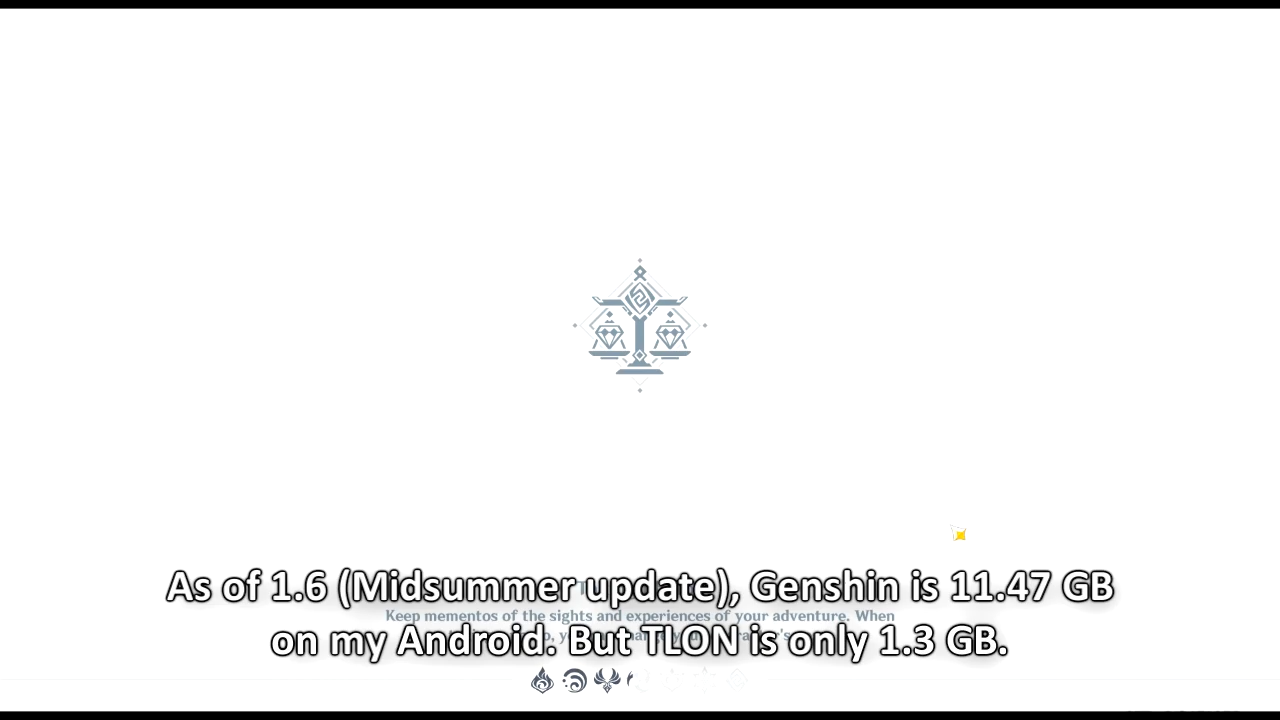 As of 1.6 (Midsummer update), Genshin is 11.47 GB
Keep mementos of the sights and experiences of your adventure. When
on my Android. But TLON is only 1.3 GB.